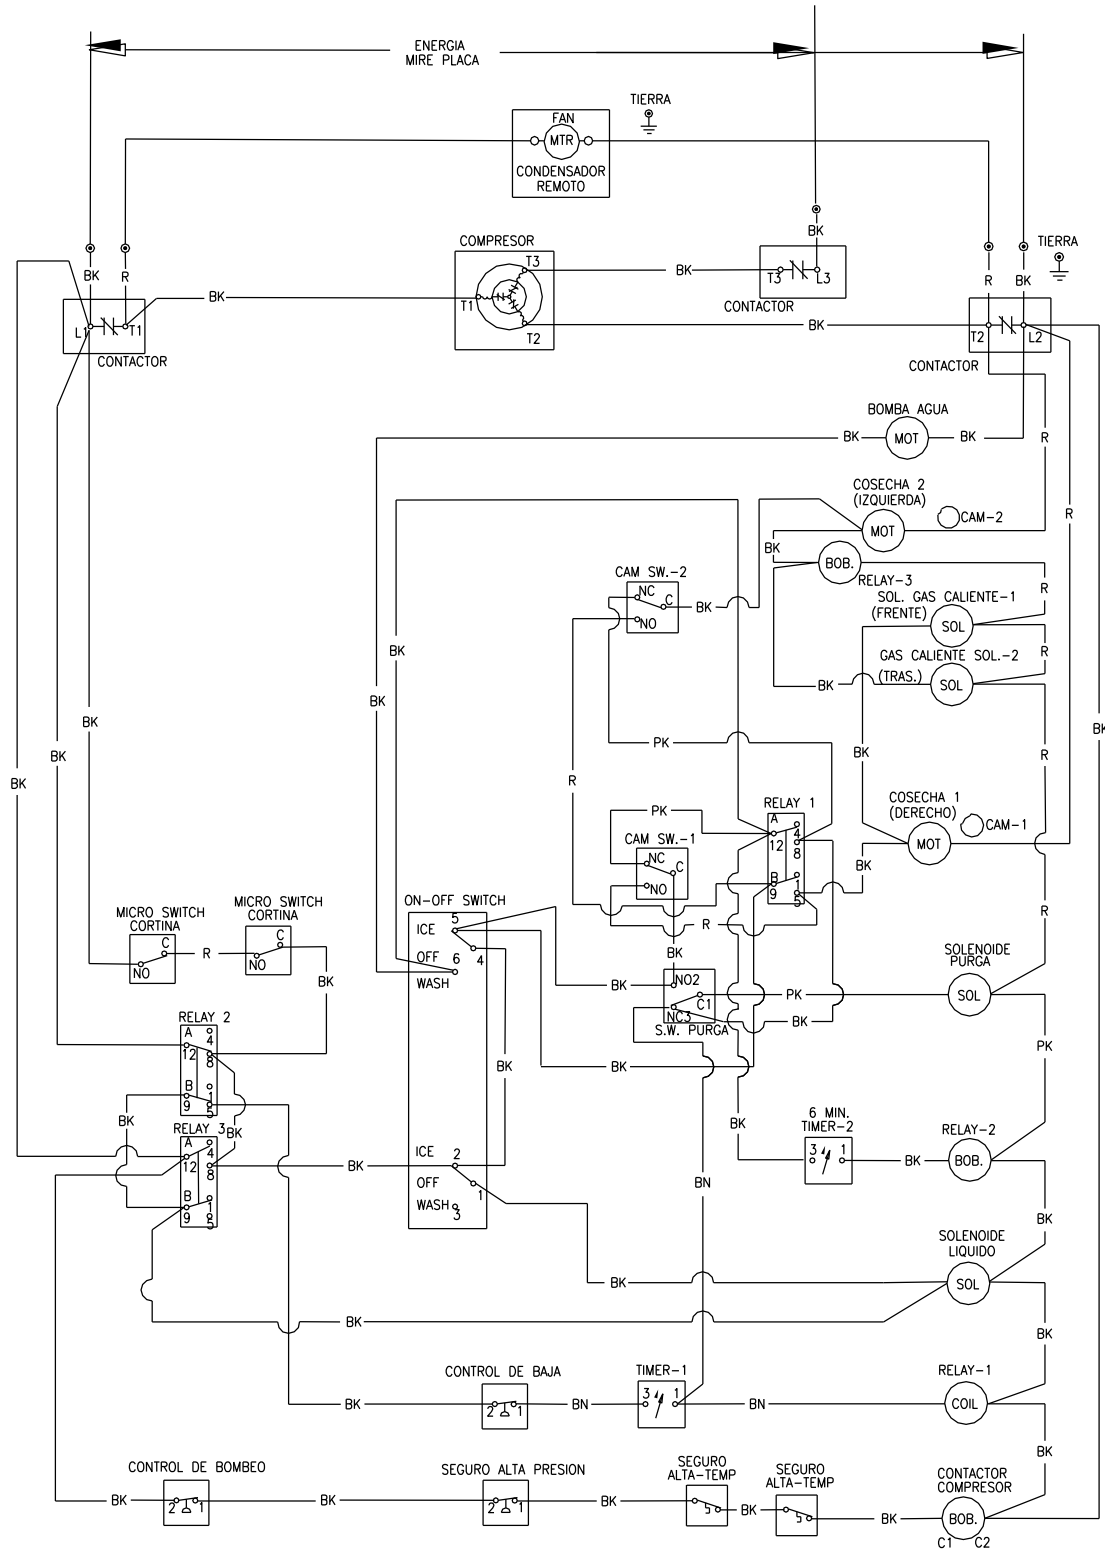 ENERGIA
MIRE PLACA
TIERRA
FAN
MTR
CONDENSADOR
REMOTO
BK
TIERRA
COMPRESOR
T3
BK
T3
L3
BK
R
R
BK
CONTACTOR
T1
BK
L1
T1
T2
BK
T2
L2
CONTACTOR
CONTACTOR
BOMBA AGUA
BK
MOT
BK
R
COSECHA 2
(IZQUIERDA)
MOT
CAM-2
R
BK
BOB.
RELAY-3
CAM SW.-2
NC
C
BK
NO
R
SOL. GAS CALIENTE-1
(FRENTE)
SOL
BK
R
GAS CALIENTE SOL.-2
(TRAS.)
BK
SOL
BK
BK
BK
PK
BK
R
BK
BK
R
BK
COSECHA 1
(DERECHO)
MOT
CAM-1
RELAY 1
A
4
12
8
B
1
9
5
PK
CAM SW.-1
NC
C
NO
BK
R
R
BK
ON-OFF SWITCH
ICE
5
4
OFF
6
WASH
MICRO SWITCH
CORTINA
C
NO
R
MICRO SWITCH
CORTINA
C
NO
BK
SOLENOIDE
PURGA
SOL
BK
NO2
C1
NC3
S.W. PURGA
PK
BK
RELAY 2
A
4
12
8
B
1
9
5
BK
BK
PK
BK
BK
6 MIN.
TIMER-2
3
1
BK
RELAY-2
BOB.
BK
RELAY 3
A
4
12
8
B
1
9
5
BK
ICE
2
OFF
1
WASH
3
BN
BK
SOLENOIDE
LIQUIDO
SOL
BK
BK
BK
CONTROL DE BAJA
2
1
BK
BN
TIMER-1
3
1
BN
RELAY-1
COIL
BK
CONTROL DE BOMBEO
BK
2
1
BK
SEGURO ALTA PRESION
2
1
BK
SEGURO
ALTA-TEMP
BK
SEGURO
ALTA-TEMP
BK
CONTACTOR
COMPRESOR
BOB.
C1
C2